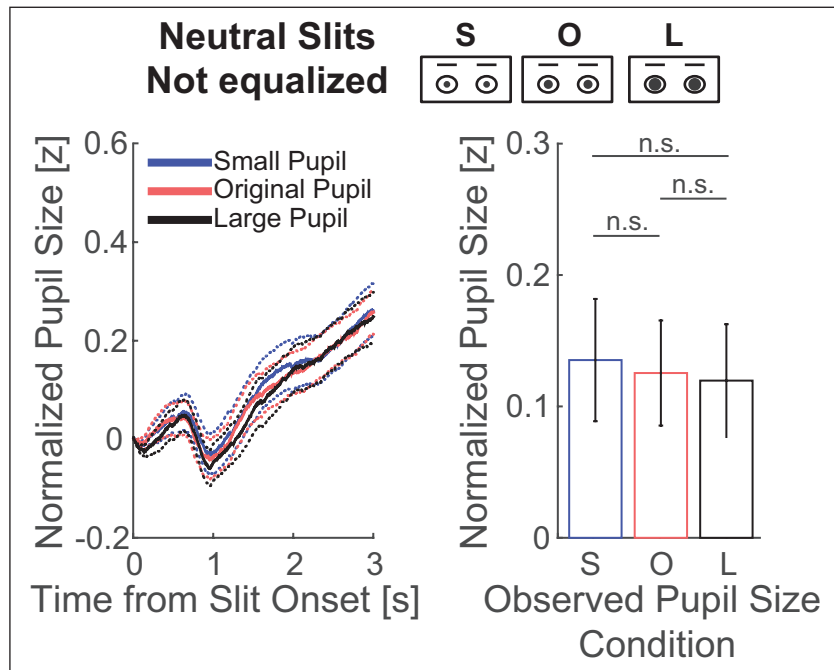 Neutral Slits
Not equalized
S O L
Normalized Pupil Size [z]
0.6
0.4
0.2
0
-0.2
Small Pupil
Original Pupil
Large Pupil
0 1 2 3
Time from Slit Onset [s]
Normalized Pupil Size [z]
0.3
0.2
0.1
0
n.s.
n.s.
n.s.
S O L
Observed Pupil Size
Condition